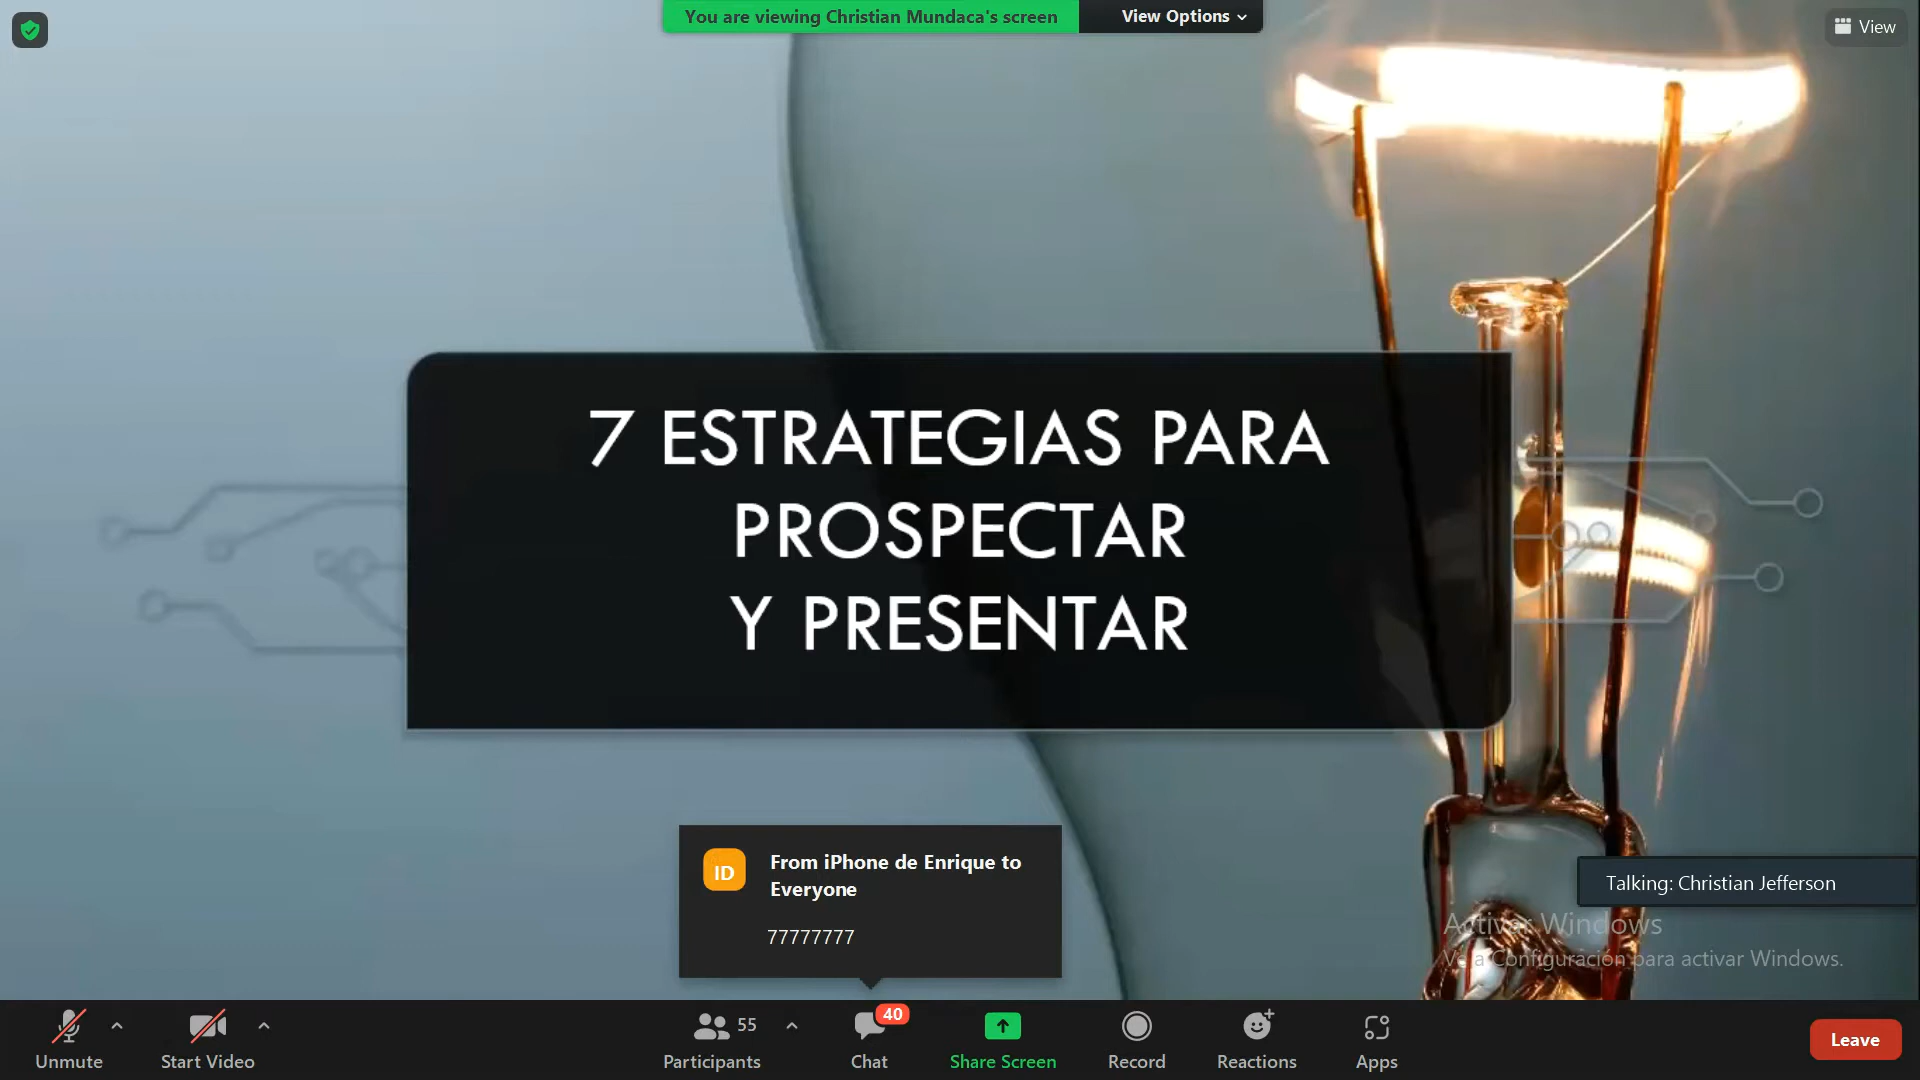 You are viewing Christian Mundaca's screen
View Options
View
7 ESTRATEGIAS PARA
PROSPECTAR
Y PRESENTAR
ID
From iPhone de Enrique to
Everyone
77777777
Talking: Christian Jefferson
Activar Windows
Ve a Configuración para activar Windows.
Unmute
Start Video
55
Participants
40
Chat
Share Screen
Record
Reactions
Apps
Leave